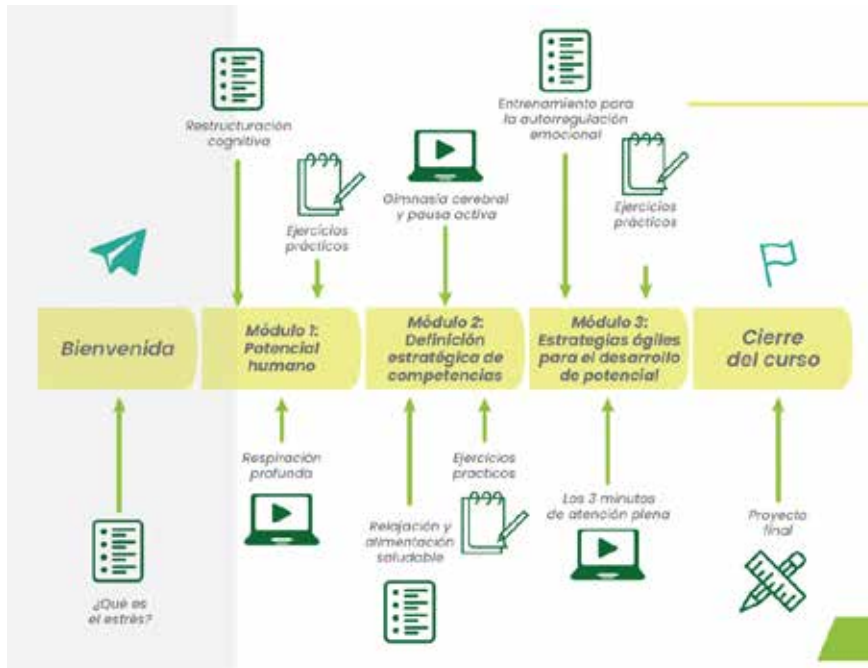 Restructuración
cognitiva
Ejercicios
prácticos
Gimnasia cerebral
y pausa activa
Entrenamiento para
la autorregulación
emocional
Ejercicios
prácticos
Bienvenida
Módulo 1:
Potencial
humano
Módulo 2:
Definición
estratégica de
competencias
Módulo 3:
Estrategias ágiles
para el desarrollo
de potencial
Cierre
del curso
¿Qué es
el estrés?
Respiración
profunda
Relajación y
alimentación
saludable
Ejercicios
practicos
Los 3 minutos
de atención plena
Proyecto
final